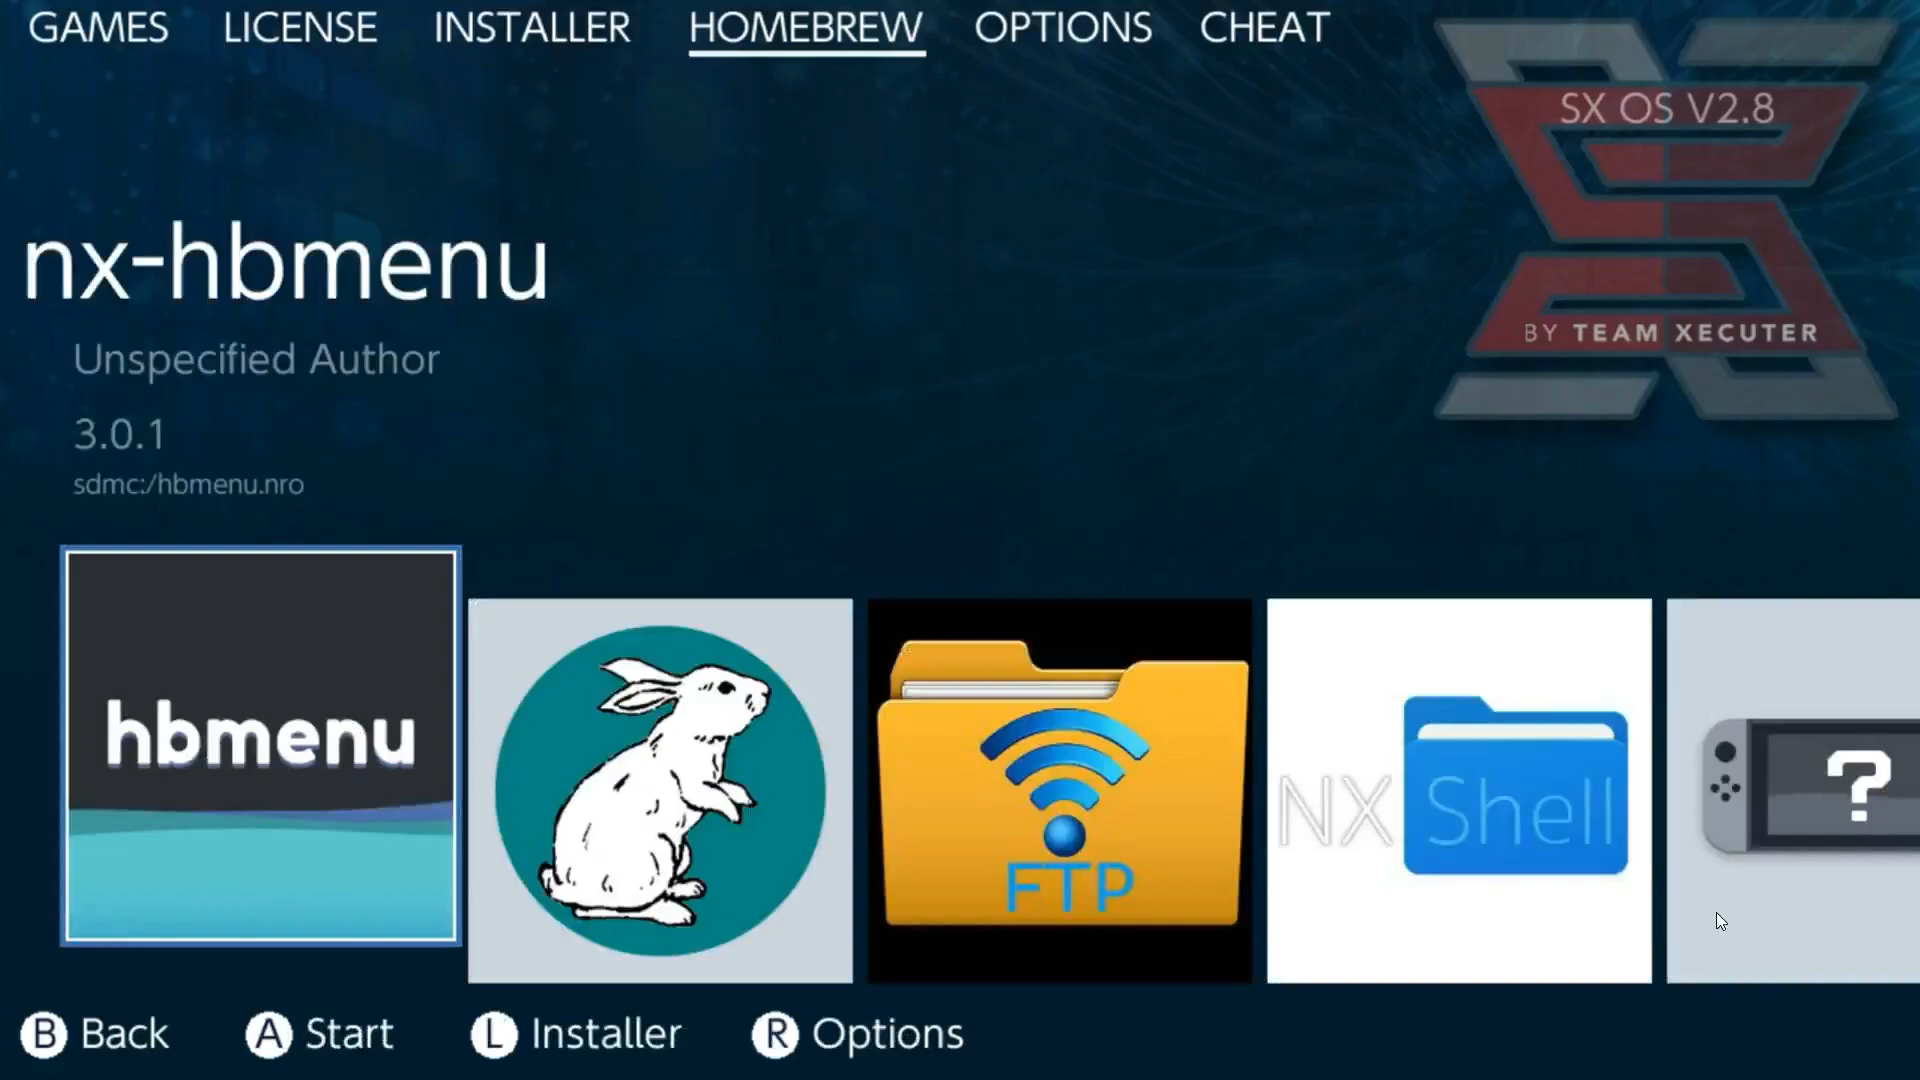 GAMES LICENSE INSTALLER HOMEBREW OPTIONS CHEAT
SX OS V2.8
BY TEAM XECUTER
nx-hbmenu
Unspecified Author
3.0.1
sdmc:/hbmenu.nro
hbmenu
FTP
NX Shell
?
B Back A Start L Installer R Options